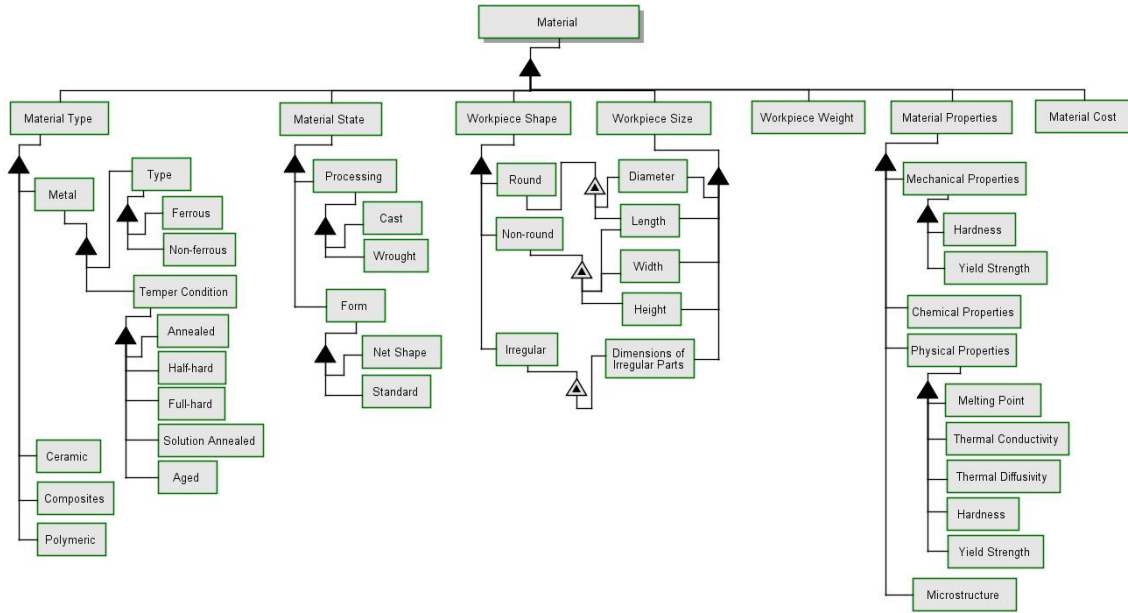 Material
Material Type
Material State
Workpiece Shape
Workpiece Size
Workpiece Weight
Material Properties
Material Cost
Metal
Type
Ferrous
Non-ferrous
Temper Condition
Annealed
Half-hard
Full-hard
Solution Annealed
Aged
Ceramic
Composites
Polymeric
Processing
Cast
Wrought
Form
Net Shape
Standard
Round
Non-round
Irregular
Diameter
Length
Width
Height
Dimensions of
Irregular Parts
Mechanical Properties
Hardness
Yield Strength
Chemical Properties
Physical Properties
Melting Point
Thermal Conductivity
Thermal Diffusivity
Hardness
Yield Strength
Microstructure